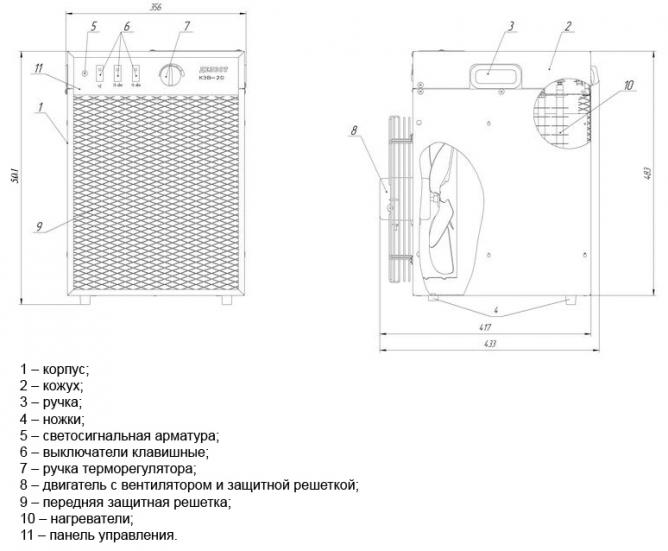 356
5
6
7
3
2
ДЕБЮТ
КЭВ-20
11
1
10
8
501
483
9
4
417
433
1 – корпус;
2 – кожух;
3 – ручка;
4 – ножки;
5 – светосигнальная арматура;
6 – выключатели клавишные;
7 – ручка терморегулятора;
8 – двигатель с вентилятором и защитной решеткой;
9 – передняя защитная решетка;
10 – нагреватели;
11 – панель управления.